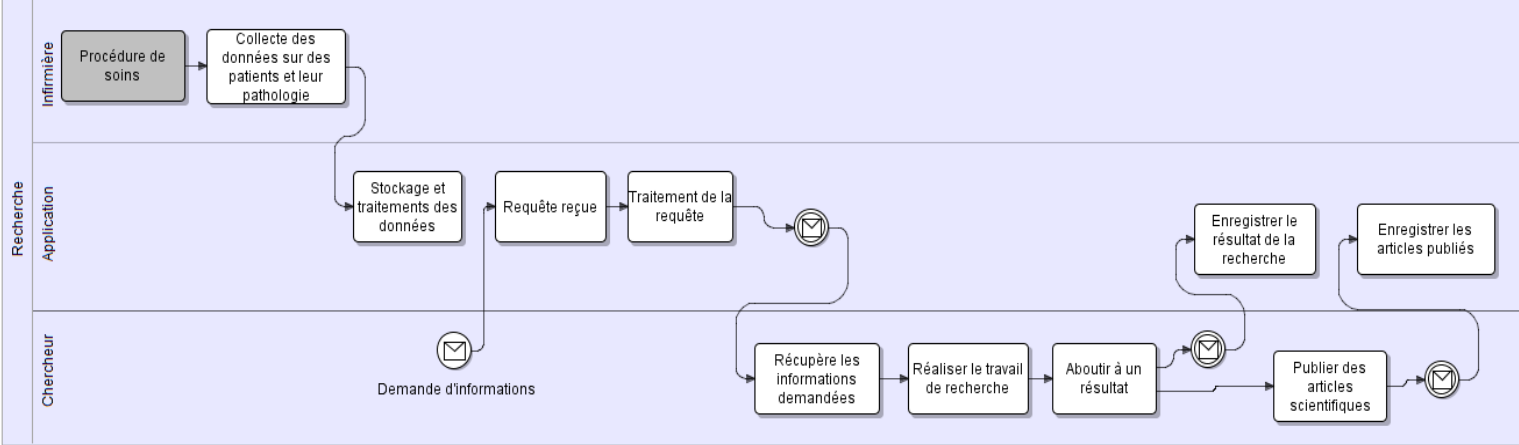 Recherche
Infirmière
Procédure de
soins
Collecte des
données sur des
patients et leur
pathologie
Application
Stockage et
traitements des
données
Requête reçue
Traitement de la
requête
Enregistrer le
résultat de la
recherche
Enregistrer les
articles publiés
Chercheur
Demande d'informations
Récupère les
informations
demandées
Réaliser le travail
de recherche
Aboutir à un
résultat
Publier des
articles
scientifiques